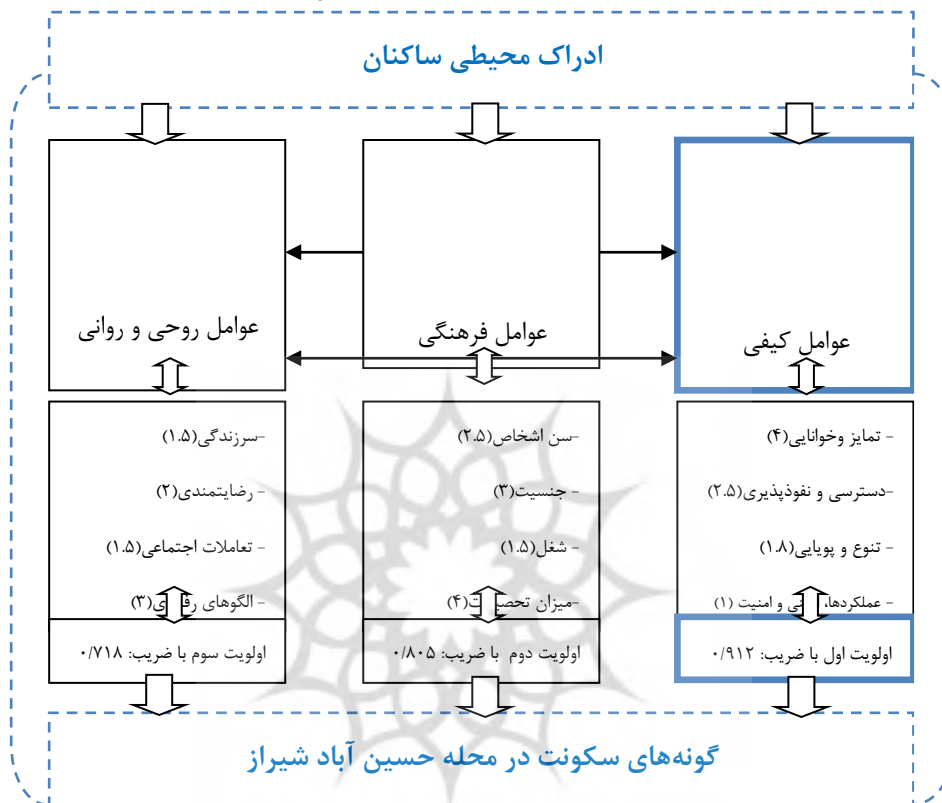 ادراک محیطی ساکنان
عوامل کیفی
عوامل فرهنگی
عوامل روحی و روانی
- تمایز وخوانایی(۴)
-دسترسی و نفوذپذیری(۲.۵)
- تنوع و پویایی(۱.۸)
- عملکردها، و امنیت (۱)
-سن اشخاص(۲.۵)
- جنسیت(۳)
- شغل(۱.۵)
-میزان (۴)
-سرزندگی(۱.۵)
- رضایتمندی(۲)
- تعاملات اجتماعی(۱.۵)
- الگوهای (۳)
اولویت اول با ضریب: ۰/۹۱۲
اولویت دوم با ضریب: ۰/۸۰۵
اولویت سوم با ضریب: ۰/۷۱۸
گونه‌های سکونت در محله حسین آباد شیراز